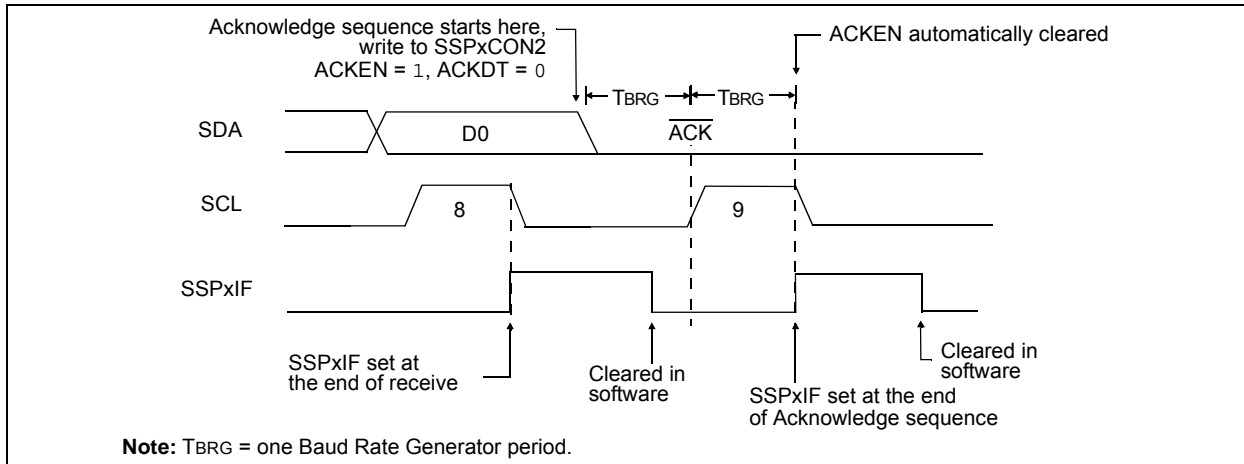 Acknowledge sequence starts here,
write to SSPxCON2
ACKEN = 1, ACKDT = 0
ACKEN automatically cleared
TBRG
TBRG
SDA
D0
ACK
SCL
8
9
SSPxIF
SSPxIF set at
the end of receive
Cleared in
software
SSPxIF set at the end
of Acknowledge sequence
Cleared in
software
Note: TBRG = one Baud Rate Generator period.